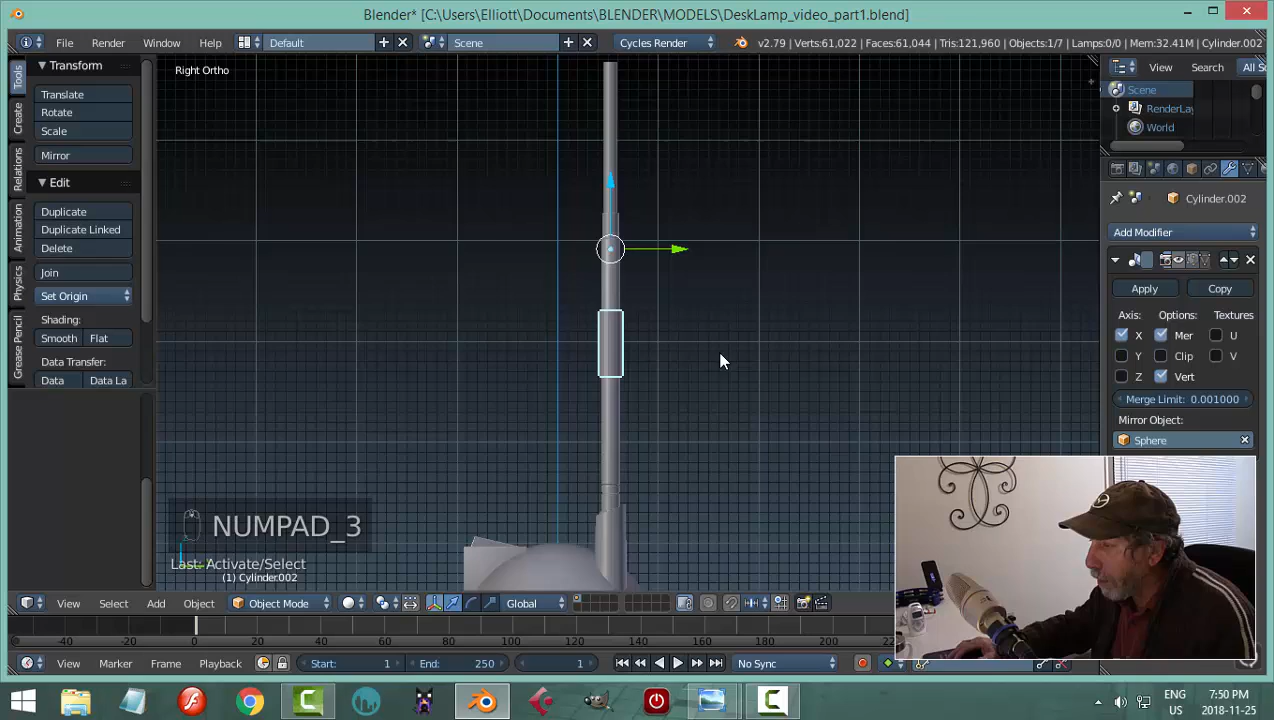 Blender* [C:\Users\Elliott\Documents\BLENDER\MODELS\DeskLamp_video_part1.blend]
File Render Window Help Default Scene Cycles Render v2.79 | Verts:61,022 | Faces:61,044 | Tris:121,960 | Objects:1/7 | Lamps:0/0 | Mem:32.41M | Cylinder.002
Transform
Translate
Rotate
Scale
Mirror
Edit
Duplicate
Duplicate Linked
Delete
Join
Set Origin
Shading:
Smooth Flat
Data Transfer:
Data Data La
Tools
Create
Relations
Animation
Physics
Grease Pencil
Right Ortho
NUMPAD_3
Last: Activate/Select
(1) Cylinder.002
View Search All S
Scene
RenderLay
World
Cylinder.002
Add Modifier
Apply Copy
Axis: Options: Textures
X Mer U
Y Clip V
Z Vert
Merge Limit: 0.001000
Mirror Object:
Sphere
View Select Add Object Object Mode Global
-40 -20 0 20 40 60 80 100 120 140 160 180 200
View Marker Frame Playback Start: 1 End: 250 1 No Sync
ENG 7:50 PM
US 2018-11-25